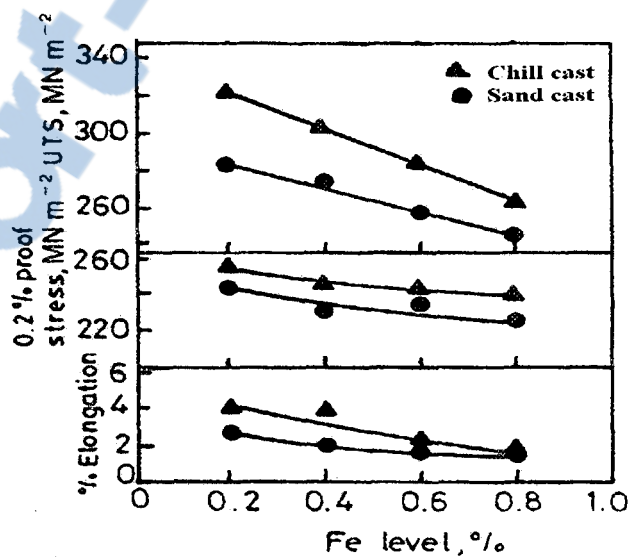 340
300
260
260
220
6
4
2
0
0 0.2 0.4 0.6 0.8 1.0
Fe level, %
0.2% proof
stress, MN m⁻² UTS, MN m⁻²
% Elongation
Chill cast
Sand cast